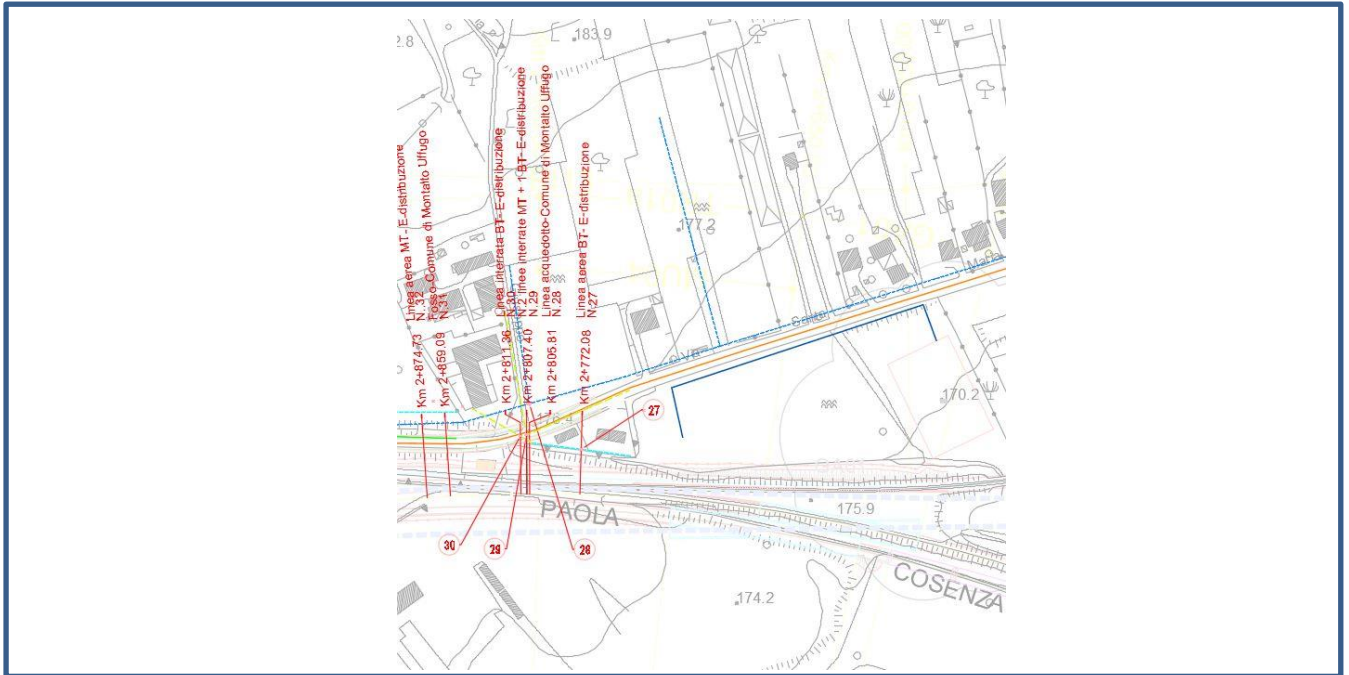 2.8
183.9
Linea aerea MT- E-distribuzione
N.32
Fosso-Comune di Montalto Uffugo
N.31
Linea interrata BT- E-distribuzione
N.30
N.2 linee interrate MT + 1 BT- E-distribuzione
N.29
Linea acquedotto-Comune di Montalto Uffugo
N.28
Linea aerea BT- E-distribuzione
N.27
Km 2+874.73
Km 2+859.09
Km 2+811.36
Km 2+807.40
Km 2+805.81
Km 2+772.08
177.2
170.2
27
175.9
PAOLA
30
29
28
COSENZA
174.2